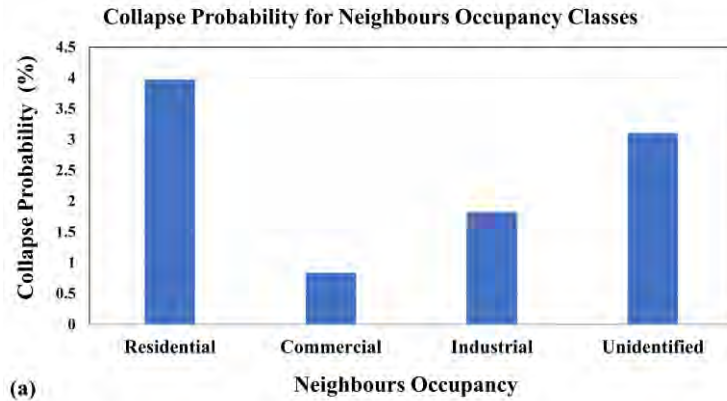 Collapse Probability for Neighbours Occupancy Classes
Collapse Probability (%)
4.5
4
3.5
3
2.5
2
1.5
1
0.5
0
Residential Commercial Industrial Unidentified
(a) Neighbours Occupancy